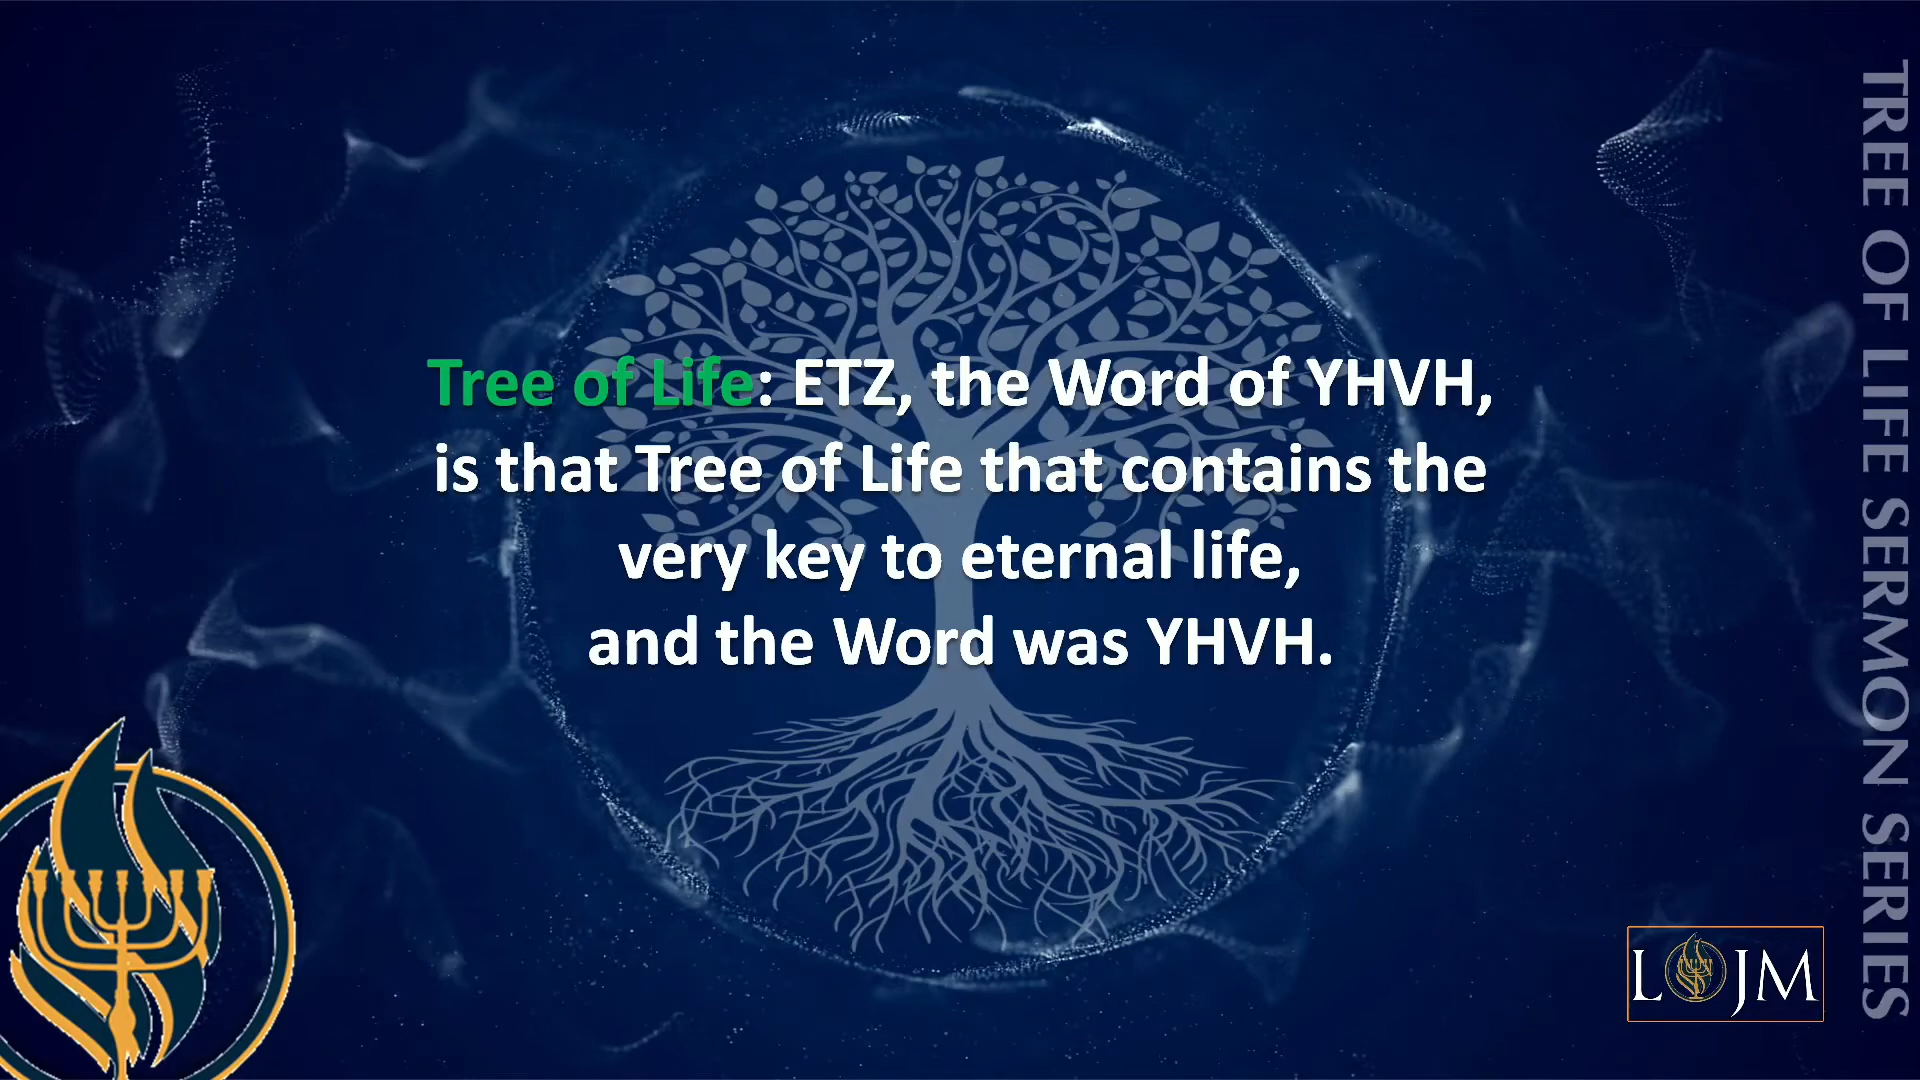 Tree of Life: ETZ, the Word of YHVH,
is that Tree of Life that contains the
very key to eternal life,
and the Word was YHVH.
TREE OF LIFE SERMON SERIES
LOJM